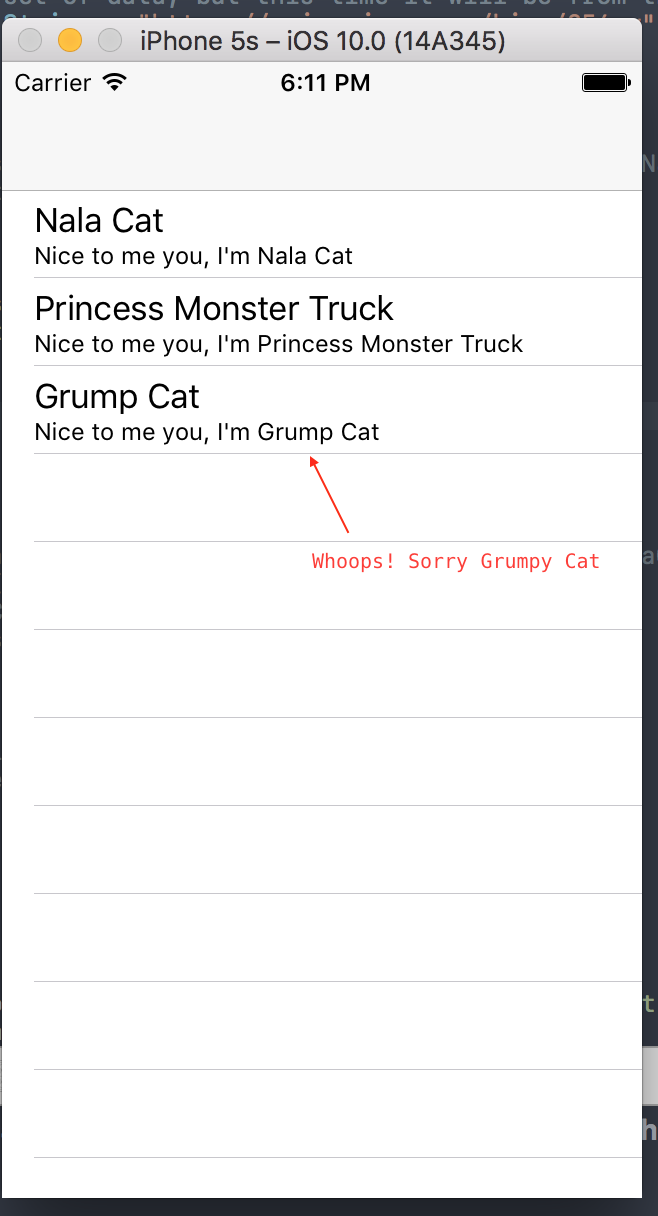 iPhone 5s – iOS 10.0 (14A345)
Carrier 6:11 PM
Nala Cat
Nice to me you, I'm Nala Cat
Princess Monster Truck
Nice to me you, I'm Princess Monster Truck
Grump Cat
Nice to me you, I'm Grump Cat
Whoops! Sorry Grumpy Cat